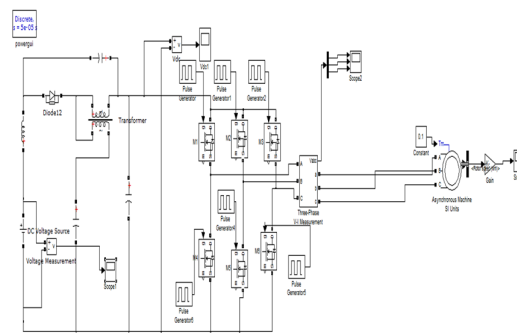 Discrete,
s = 5e-05 s
powergui
Vdc
Vdc1
Pulse
Generator
Pulse
Generator1
Pulse
Generator2
Scope2
Diode12
Transformer
M1
M2
M3
0.1
Constant
Tm
A
B
C
Vabc
A
B
C
a
b
c
Three-Phase
V-I Measurement
Asynchronous Machine
SI Units
Gain
Pulse
Generator4
DC Voltage Source
Voltage Measurement
Scope1
M4
M5
M6
Pulse
Generator5
Pulse